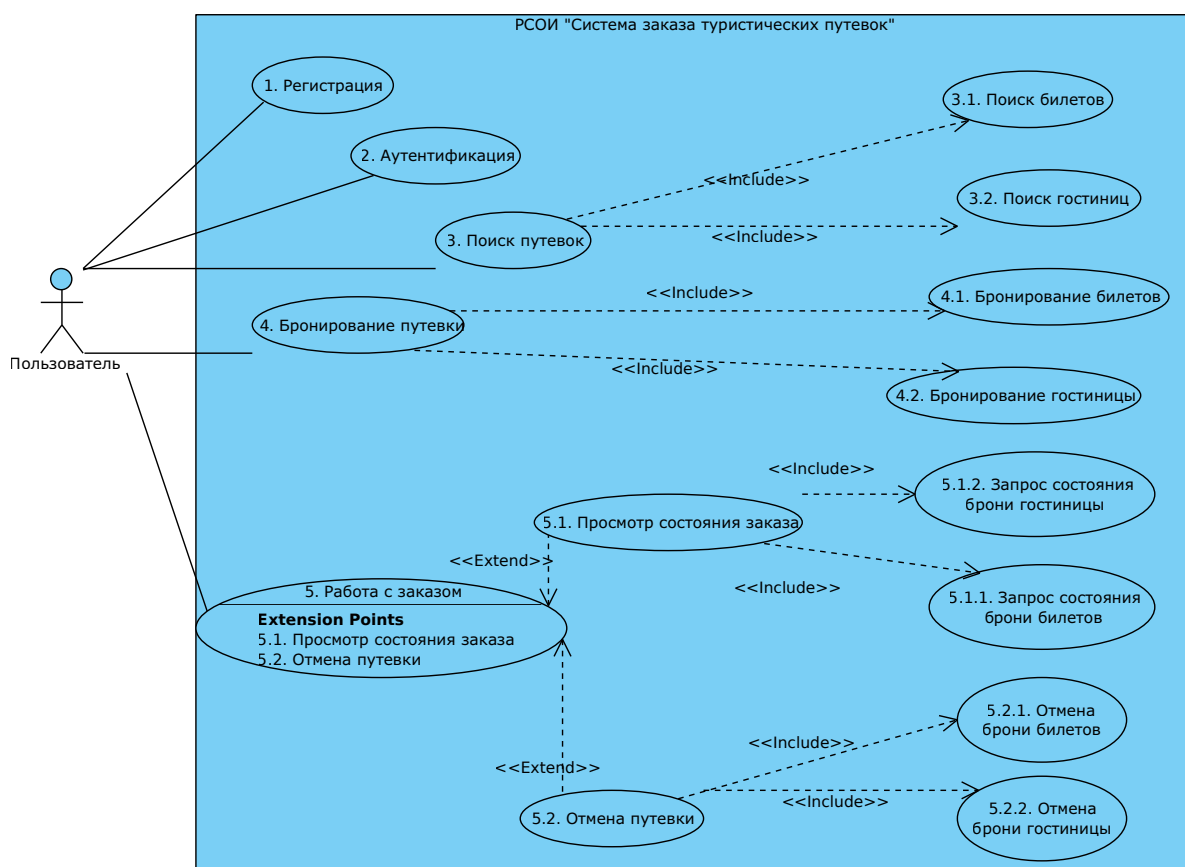 РСОИ "Система заказа туристических путевок"
1. Регистрация
3.1. Поиск билетов
2. Аутентификация
<<Include>>
3.2. Поиск гостиниц
3. Поиск путевок
<<Include>>
Пользователь
<<Include>>
4.1. Бронирование билетов
4. Бронирование путевки
<<Include>>
4.2. Бронирование гостиницы
<<Include>>
5.1.2. Запрос состояния
брони гостиницы
5.1. Просмотр состояния заказа
<<Extend>>
<<Include>>
5.1.1. Запрос состояния
брони билетов
5. Работа с заказом
Extension Points
5.1. Просмотр состояния заказа
5.2. Отмена путевки
5.2.1. Отмена
брони билетов
<<Include>>
<<Extend>>
<<Include>>
5.2. Отмена путевки
5.2.2. Отмена
брони гостиницы